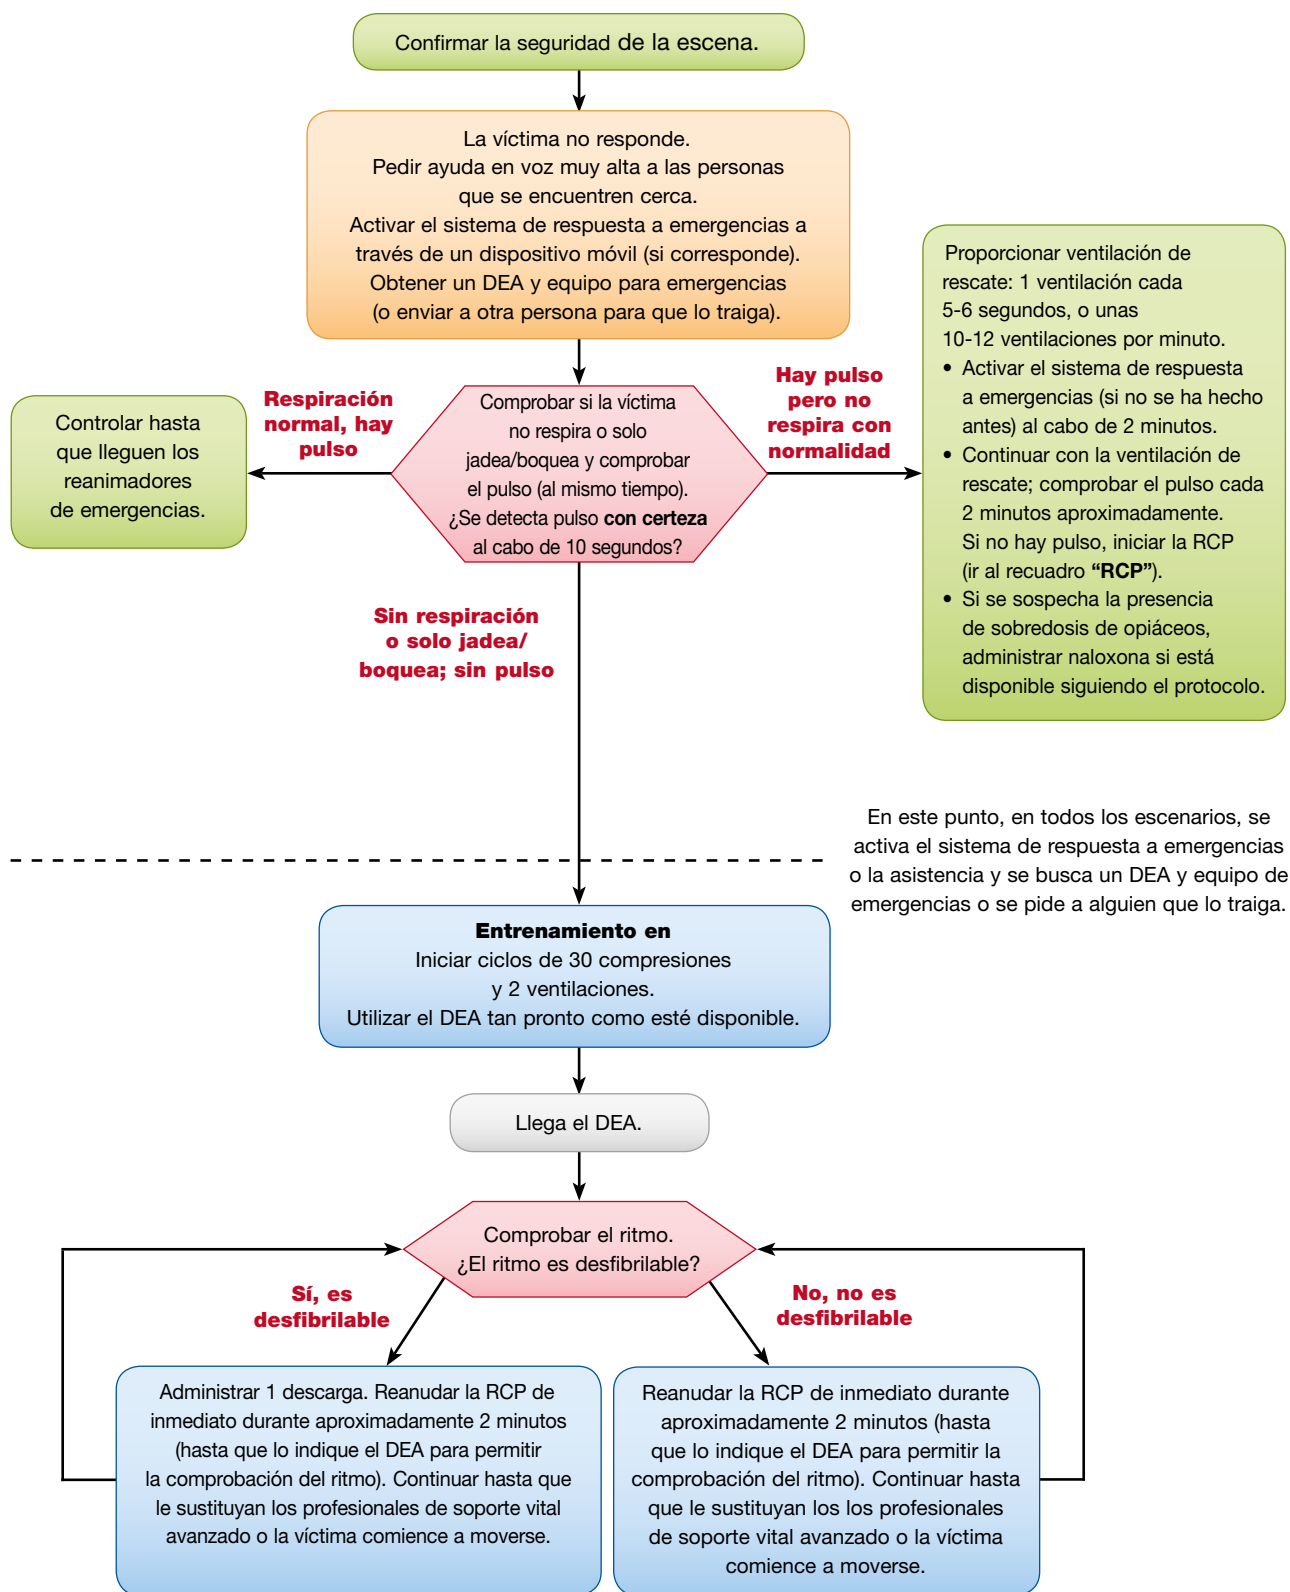 Confirmar la seguridad de la escena.
La víctima no responde.
Pedir ayuda en voz muy alta a las personas
que se encuentren cerca.
Activar el sistema de respuesta a emergencias a
través de un dispositivo móvil (si corresponde).
Obtener un DEA y equipo para emergencias
(o enviar a otra persona para que lo traiga).
Respiración
normal, hay
pulso
Controlar hasta
que lleguen los
reanimadores
de emergencias.
Comprobar si la víctima
no respira o solo
jadea/boquea y comprobar
el pulso (al mismo tiempo).
¿Se detecta pulso con certeza
al cabo de 10 segundos?
Hay pulso
pero no
respira con
normalidad
Proporcionar ventilación de
rescate: 1 ventilación cada
5-6 segundos, o unas
10-12 ventilaciones por minuto.
• Activar el sistema de respuesta
a emergencias (si no se ha hecho
antes) al cabo de 2 minutos.
• Continuar con la ventilación de
rescate; comprobar el pulso cada
2 minutos aproximadamente.
Si no hay pulso, iniciar la RCP
(ir al recuadro “RCP”).
• Si se sospecha la presencia
de sobredosis de opiáceos,
administrar naloxona si está
disponible siguiendo el protocolo.
Sin respiración
o solo jadea/
boquea; sin pulso
En este punto, en todos los escenarios, se
activa el sistema de respuesta a emergencias
o la asistencia y se busca un DEA y equipo de
emergencias o se pide a alguien que lo traiga.
Entrenamiento en
Iniciar ciclos de 30 compresiones
y 2 ventilaciones.
Utilizar el DEA tan pronto como esté disponible.
Llega el DEA.
Comprobar el ritmo.
¿El ritmo es desfibrilable?
Sí, es
desfibrilable
No, no es
desfibrilable
Administrar 1 descarga. Reanudar la RCP de
inmediato durante aproximadamente 2 minutos
(hasta que lo indique el DEA para permitir
la comprobación del ritmo). Continuar hasta que
le sustituyan los profesionales de soporte vital
avanzado o la víctima comience a moverse.
Reanudar la RCP de inmediato durante
aproximadamente 2 minutos (hasta
que lo indique el DEA para permitir la
comprobación del ritmo). Continuar hasta
que le sustituyan los los profesionales
de soporte vital avanzado o la víctima
comience a moverse.